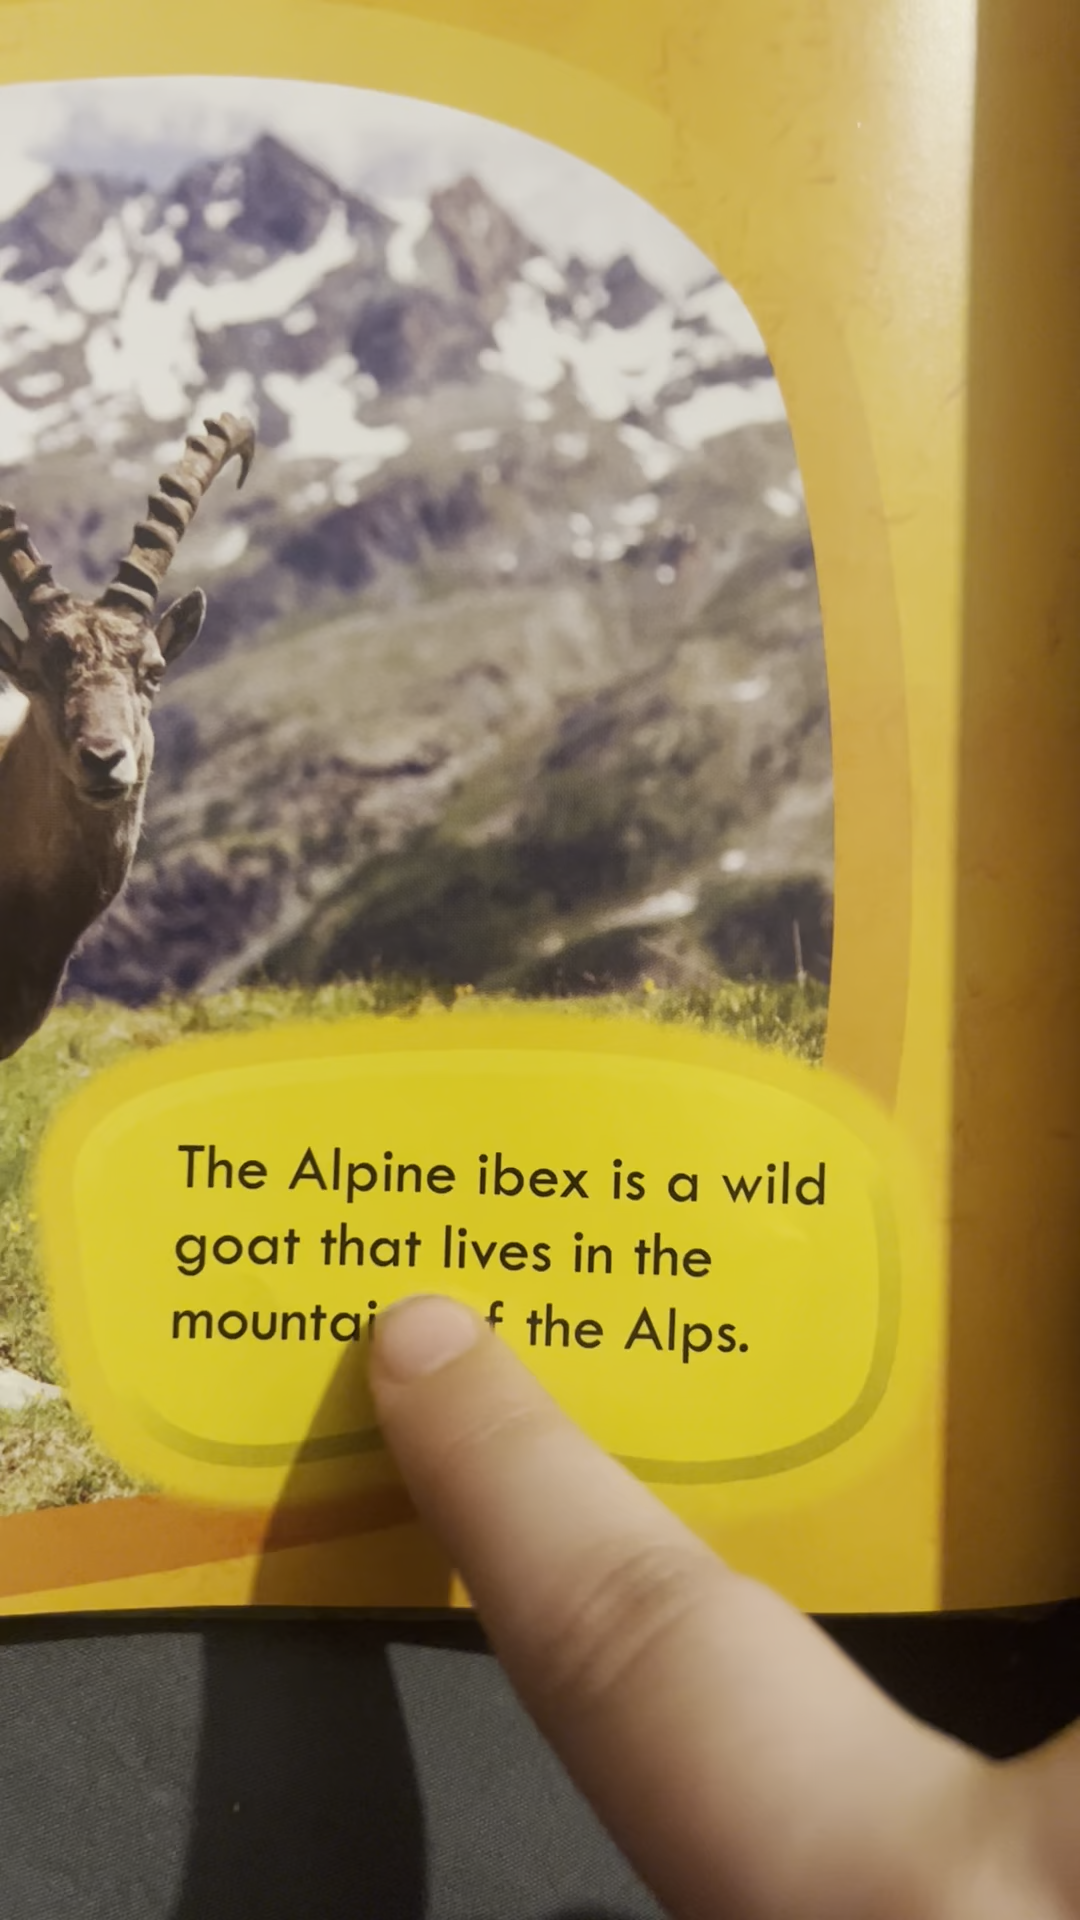 The Alpine ibex is a wild
goat that lives in the
the Alps.